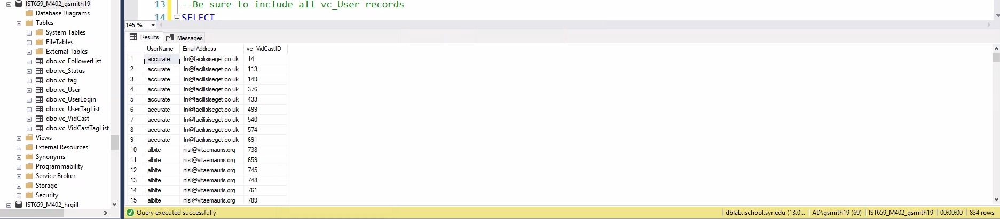 IST659_M402_gsmith19
Database Diagrams
Tables
System Tables
FileTables
External Tables
dbo.vc_FollowerList
dbo.vc_Status
dbo.vc_tag
dbo.vc_User
dbo.vc_UserLogin
dbo.vc_UserTagList
dbo.vc_VidCast
dbo.vc_VidCastTagList
Views
External Resources
Synonyms
Programmability
Service Broker
Storage
Security
IST659_M402_hrgill
13 --Be sure to include all vc_User records
14 SELECT
146 %
Results Messages
UserName EmailAddress vc_VidCastID
1 accurate In@facilisiseget.co.uk 14
2 accurate In@facilisiseget.co.uk 113
3 accurate In@facilisiseget.co.uk 149
4 accurate In@facilisiseget.co.uk 376
5 accurate In@facilisiseget.co.uk 433
6 accurate In@facilisiseget.co.uk 499
7 accurate In@facilisiseget.co.uk 540
8 accurate In@facilisiseget.co.uk 574
9 accurate In@facilisiseget.co.uk 691
10 albite nisi@vitaemauris.org 738
11 albite nisi@vitaemauris.org 659
12 albite nisi@vitaemauris.org 745
13 albite nisi@vitaemauris.org 748
14 albite nisi@vitaemauris.org 761
15 albite nisi@vitaemauris.org 789
Query executed successfully. dblab.ischool.syr.edu (13.0... AD\gsmith19 (69) IST659_M402_gsmith19 00:00:00 834 rows